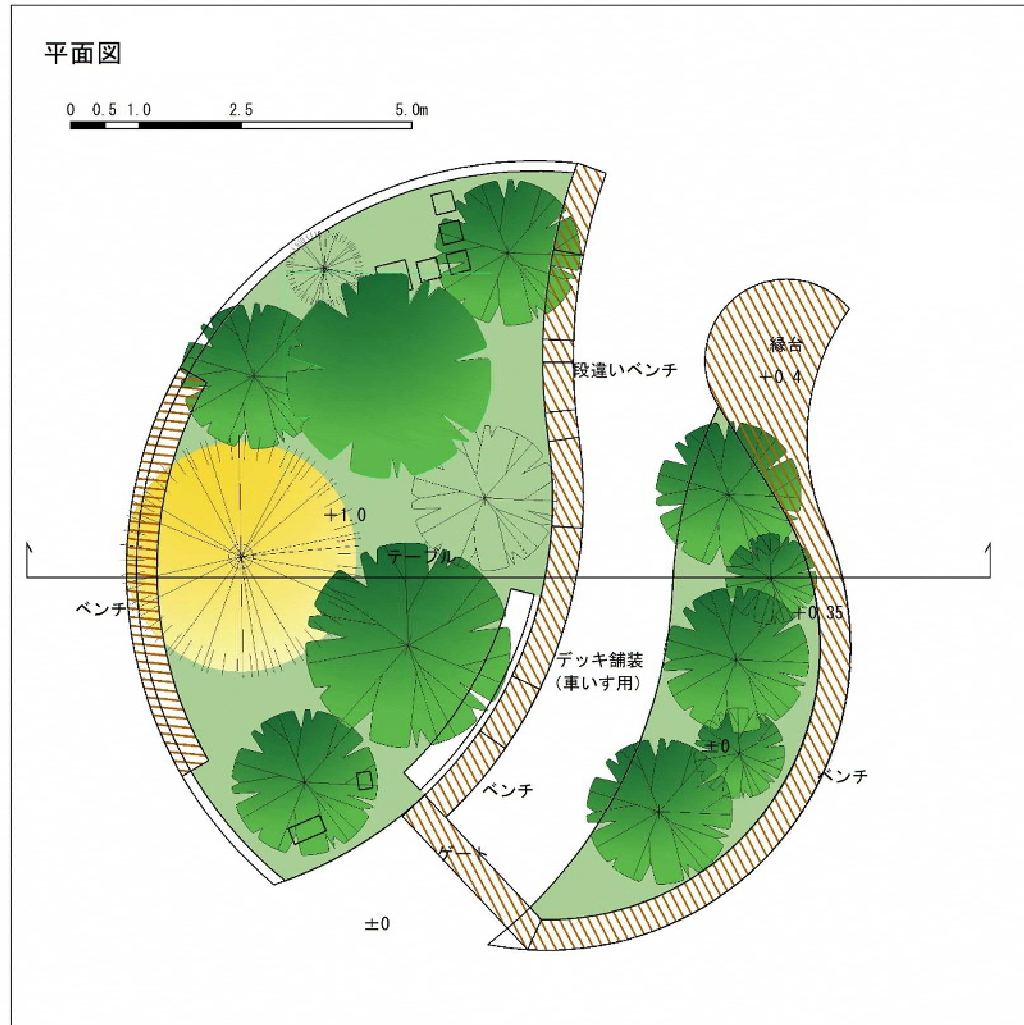 平面図
0 0.5 1.0 2.5 5.0m
縁台
+0.4
段違いベンチ
+1.0
テーブル
ベンチ
+0.35
デッキ舗装
(車いす用)
±0
ベンチ
ベンチ
ゲート
±0